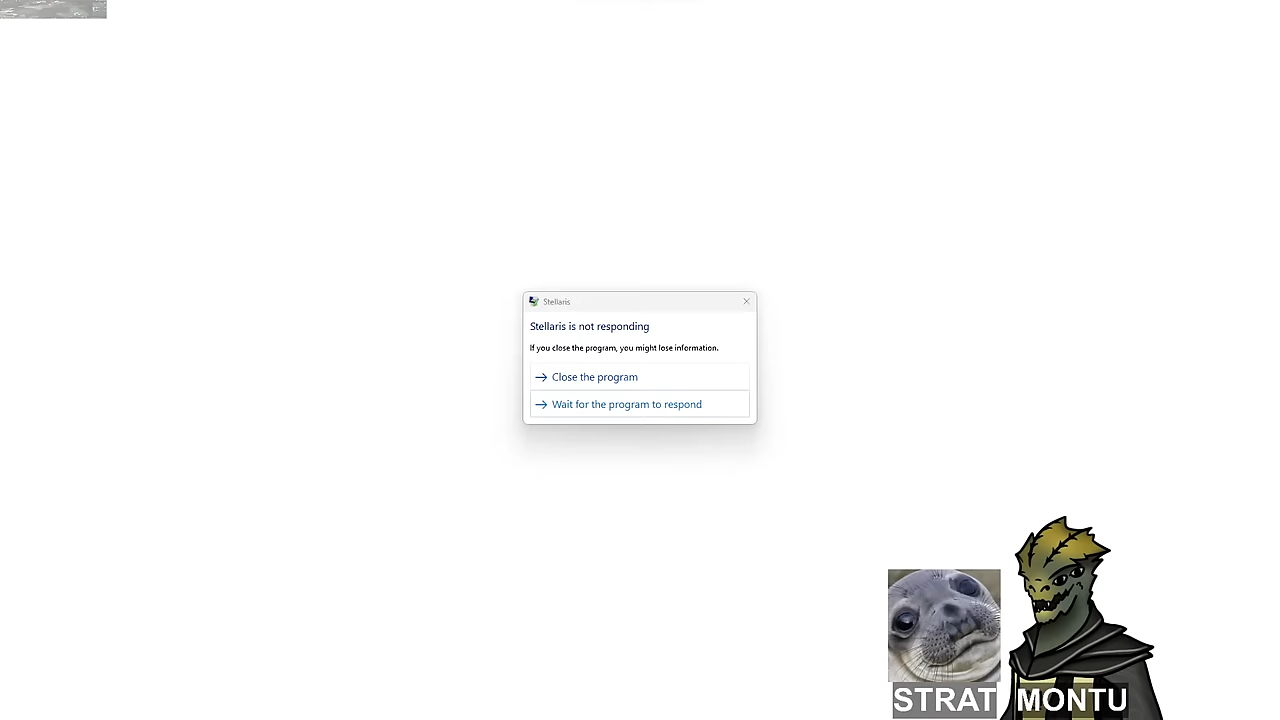 Stellaris
Stellaris is not responding
If you close the program, you might lose information.
Close the program
Wait for the program to respond
STRAT
MONTU